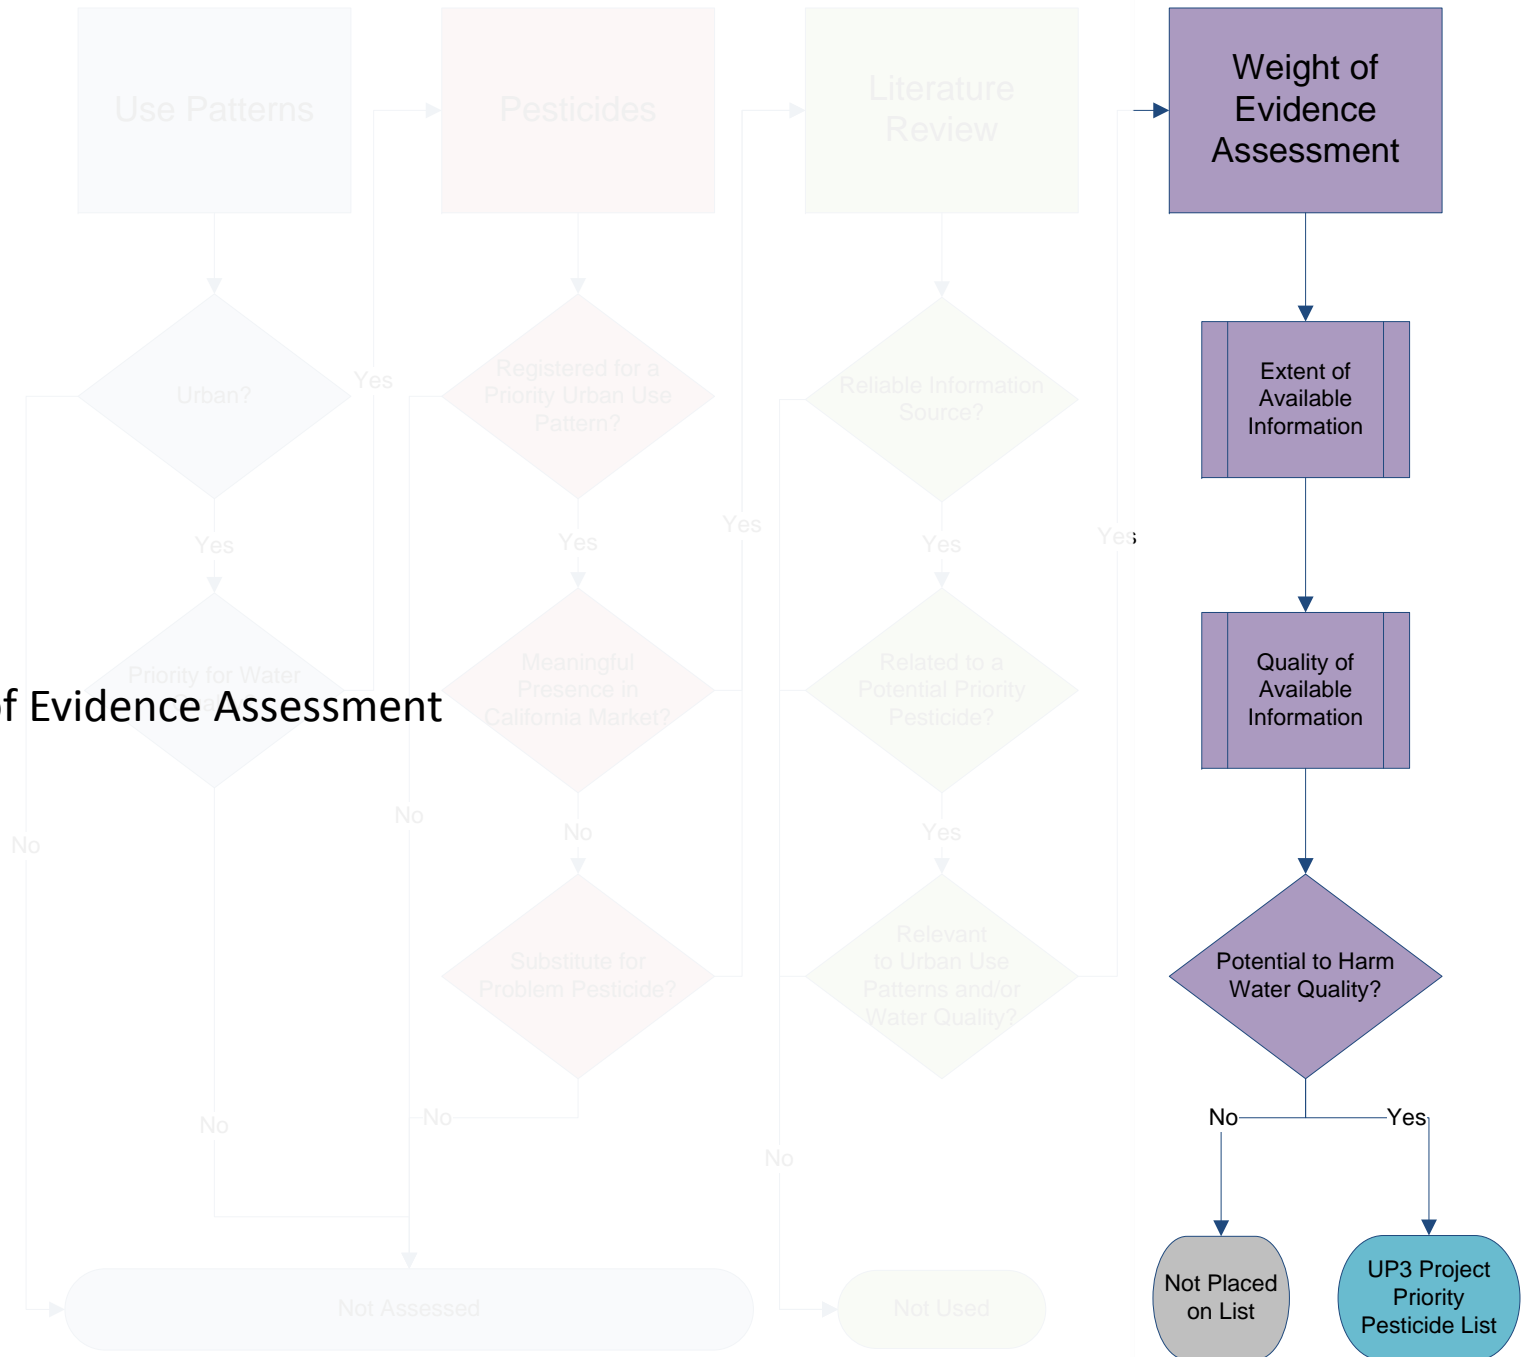 Use Patterns
Urban?
Yes
Priority for Water
No
No
Yes
Pesticides
Registered for a
Priority Urban Use
Pattern?
Yes
Meaningful
Presence in
California Market?
No
Substitute for
Problem Pesticide?
No
No
Yes
Not Assessed
Literature
Review
Reliable Information
Source?
Yes
Related to a
Potential Priority
Pesticide?
Yes
Relevant
to Urban Use
Patterns and/or
Water Quality?
No
Yes
Not Used
of Evidence Assessment
Weight of
Evidence
Assessment
Extent of
Available
Information
Quality of
Available
Information
Potential to Harm
Water Quality?
No
Yes
Not Placed
on List
UP3 Project
Priority
Pesticide List